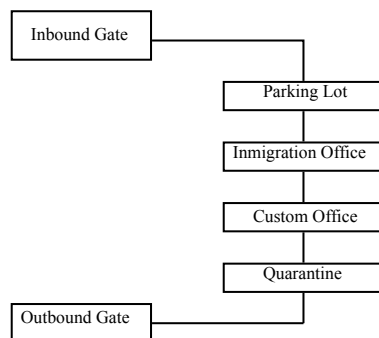 Inbound Gate
Parking Lot
Inmigration Office
Custom Office
Quarantine
Outbound Gate